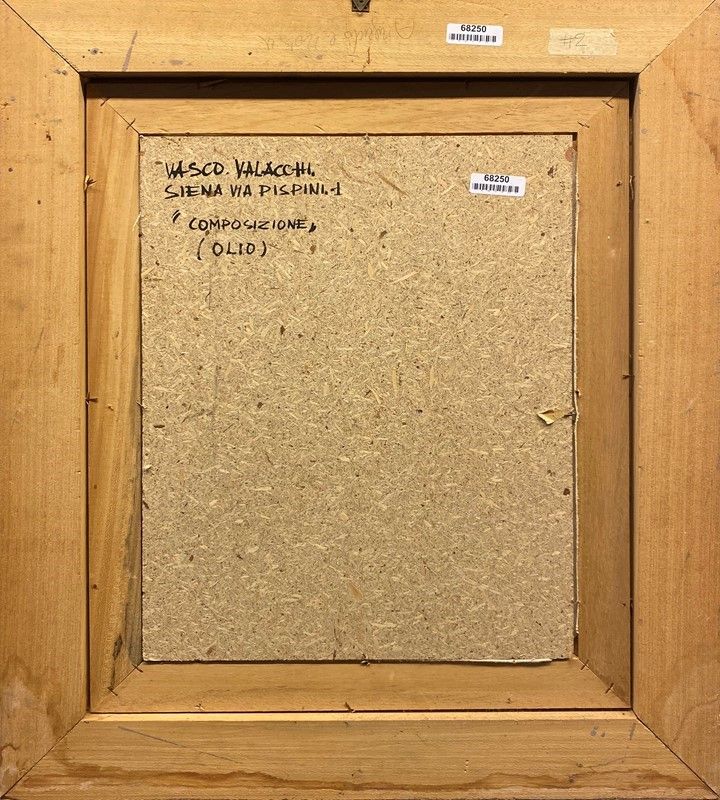 68250
#2
68250
VASCO. VALACCHI.
SIENA VIA PISPINI.1
"COMPOSIZIONE"
(OLIO)